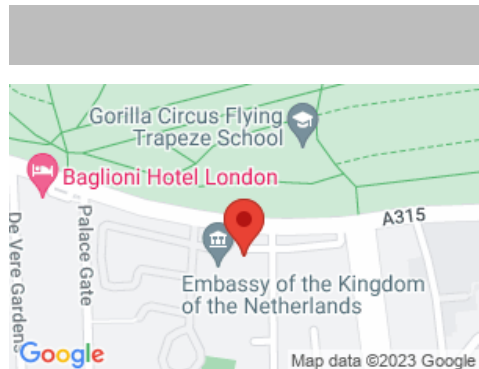 Gorilla Circus Flying
Trapeze School
Baglioni Hotel London
A315
De Vere Gardens
Palace Gate
Embassy of the Kingdom
of the Netherlands
Google
Map data ©2023 Google